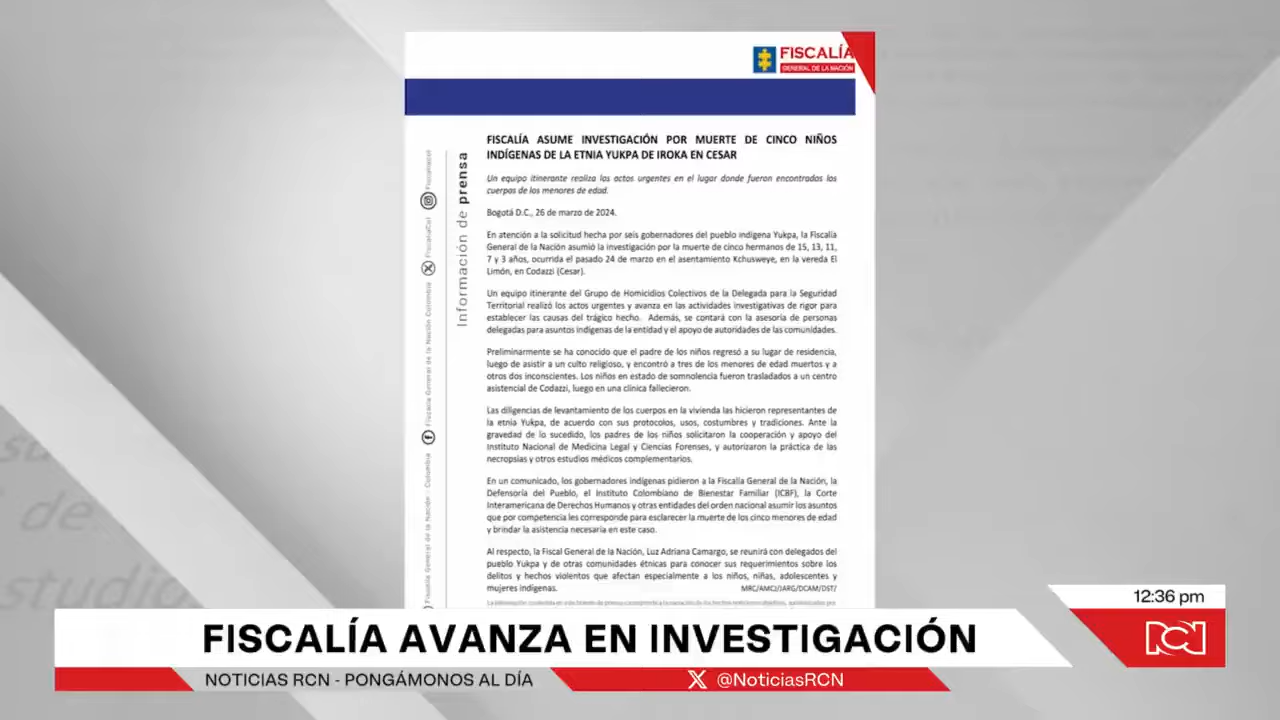 FISCALÍA
GENERAL DE LA NACIÓN
FISCALÍA ASUME INVESTIGACIÓN POR MUERTE DE CINCO NIÑOS
INDÍGENAS DE LA ETNIA YUKPA DE IROKA EN CESAR
Un equipo itinerante realiza los actos urgentes en el lugar donde fueron encontrados los
cuerpos de los menores de edad.
Bogotá D.C., 26 de marzo de 2024.
En atención a la solicitud hecha por seis gobernadores del pueblo indígena Yukpa, la Fiscalía
General de la Nación asumió la investigación por la muerte de cinco hermanos de 15, 13, 11,
7 y 3 años, ocurrida el pasado 24 de marzo en el asentamiento Kchusweye, en la vereda El
Limón, en Codazzi (Cesar).
Un equipo itinerante del Grupo de Homicidios Colectivos de la Delegada para la Seguridad
Territorial realizó los actos urgentes y avanza en las actividades investigativas de rigor para
establecer las causas del trágico hecho. Además, se contará con la asesoría de personas
delegadas para asuntos indígenas de la entidad y el apoyo de autoridades de las comunidades.
Preliminarmente se ha conocido que el padre de los niños regresó a su lugar de residencia,
luego de asistir a un culto religioso, y encontró a tres de los menores de edad muertos y a
otros dos inconscientes. Los niños en estado de somnolencia fueron trasladados a un centro
asistencial de Codazzi, luego en una clínica fallecieron.
Las diligencias de levantamiento de los cuerpos en la vivienda las hicieron representantes de
la etnia Yukpa, de acuerdo con sus protocolos, usos, costumbres y tradiciones. Ante la
gravedad de lo sucedido, los padres de los niños solicitaron la cooperación y apoyo del
Instituto Nacional de Medicina Legal y Ciencias Forenses, y autorizaron la práctica de las
necropsias y otros estudios médicos complementarios.
En un comunicado, los gobernadores indígenas pidieron a la Fiscalía General de la Nación, la
Defensoría del Pueblo, el Instituto Colombiano de Bienestar Familiar (ICBF), la Corte
Interamericana de Derechos Humanos y otras entidades del orden nacional asumir los asuntos
que por competencia les corresponde para esclarecer la muerte de los cinco menores de edad
y brindar la asistencia necesaria en este caso.
Al respecto, la Fiscal General de la Nación, Luz Adriana Camargo, se reunirá con delegados del
pueblo Yukpa y de otras comunidades étnicas para conocer sus requerimientos sobre los
delitos y hechos violentos que afectan especialmente a los niños, niñas, adolescentes y
mujeres indígenas. MRC/AMCJ/JARG/DCAM/DST/
Información de prensa
FiscaliaCol
Fiscalía General de la Nación Colombia
Fiscalía General de la Nación - Colombia
12:36 pm
FISCALÍA AVANZA EN INVESTIGACIÓN
RCN
NOTICIAS RCN - PONGÁMONOS AL DÍA
@NoticiasRCN